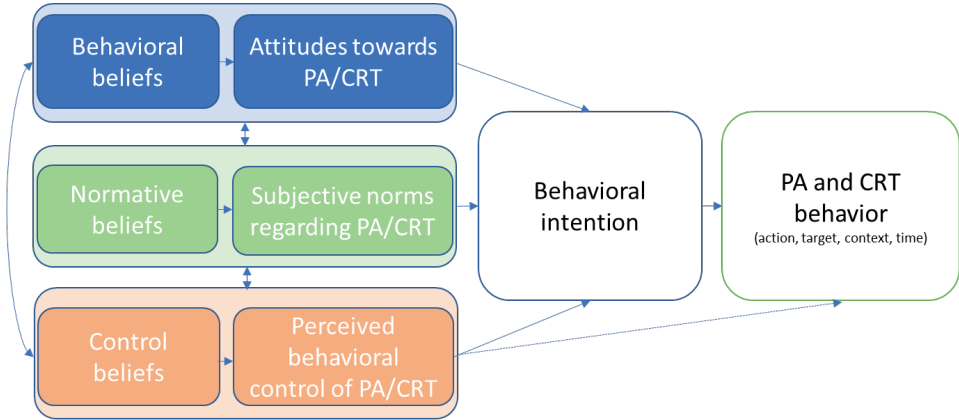 Behavioral
beliefs
Attitudes towards
PA/CRT
Normative
beliefs
Subjective norms
regarding PA/CRT
Control
beliefs
Perceived
behavioral
control of PA/CRT
Behavioral
intention
PA and CRT
behavior
(action, target, context, time)